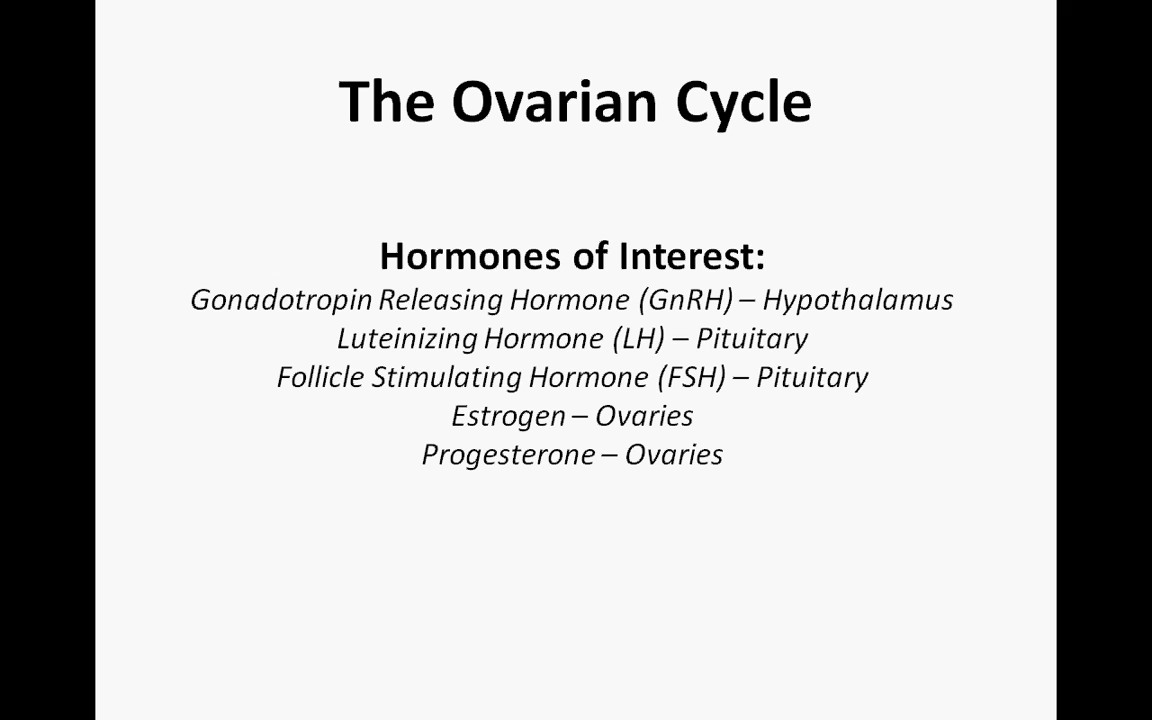 The Ovarian Cycle
Hormones of Interest:
Gonadotropin Releasing Hormone (GnRH) – Hypothalamus
Luteinizing Hormone (LH) – Pituitary
Follicle Stimulating Hormone (FSH) – Pituitary
Estrogen – Ovaries
Progesterone – Ovaries